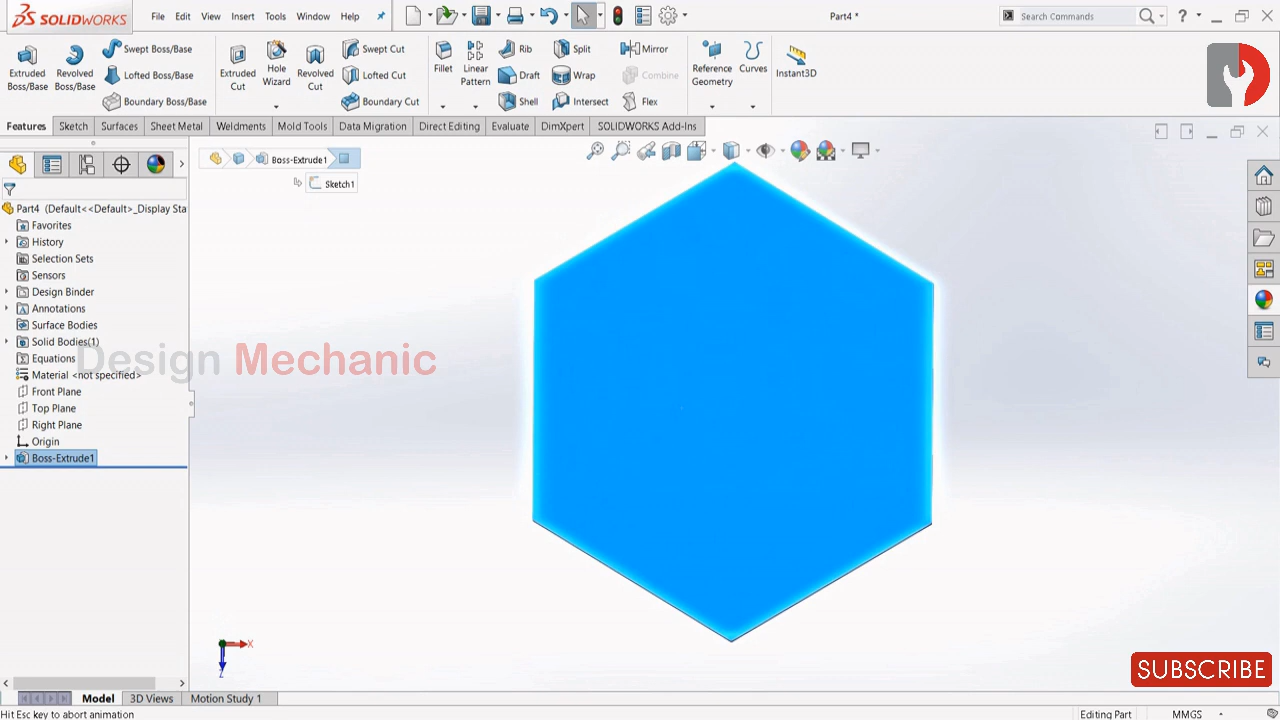 SOLIDWORKS
File Edit View Insert Tools Window Help
Part4 *
Search Commands
?
Extruded Boss/Base
Revolved Boss/Base
Swept Boss/Base
Lofted Boss/Base
Boundary Boss/Base
Extruded Cut
Hole Wizard
Revolved Cut
Swept Cut
Lofted Cut
Boundary Cut
Fillet
Linear Pattern
Rib
Draft
Shell
Split
Wrap
Intersect
Mirror
Combine
Flex
Reference Geometry
Curves
Instant3D
Features Sketch Surfaces Sheet Metal Weldments Mold Tools Data Migration Direct Editing Evaluate DimXpert SOLIDWORKS Add-Ins
Boss-Extrude1
Sketch1
Part4 (Default<<Default>_Display Sta
Favorites
History
Selection Sets
Sensors
Design Binder
Annotations
Surface Bodies
Solid Bodies(1)
Equations
Material <not specified>
Front Plane
Top Plane
Right Plane
Origin
Boss-Extrude1
Design Mechanic
X
Z
SUBSCRIBE
Model 3D Views Motion Study 1
Hit Esc key to abort animation
Editing Part
MMGS